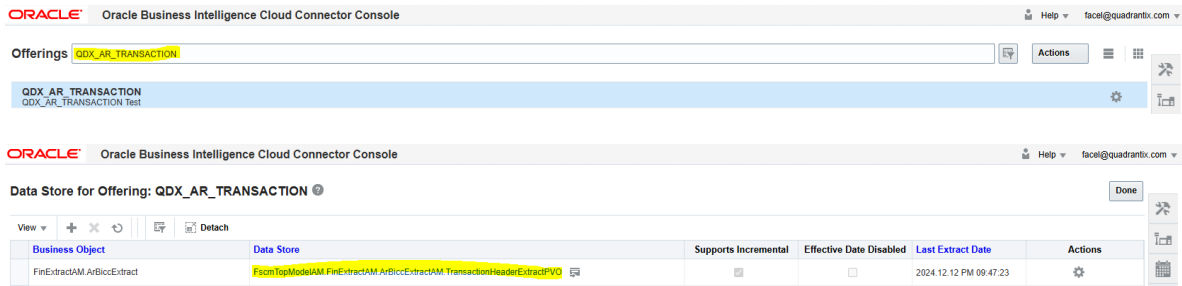 ORACLE Oracle Business Intelligence Cloud Connector Console Help facel@quadrantix.com
Offerings QDX_AR_TRANSACTION Actions
QDX_AR_TRANSACTION
QDX_AR_TRANSACTION Test
ORACLE Oracle Business Intelligence Cloud Connector Console Help facel@quadrantix.com
Data Store for Offering: QDX_AR_TRANSACTION Done
View Detach
Business Object Data Store Supports Incremental Effective Date Disabled Last Extract Date Actions
FinExtractAM.ArBiccExtract FscmTopModelAM.FinExtractAM.ArBiccExtractAM.TransactionHeaderExtractPVO 2024.12.12 PM 09:47:23